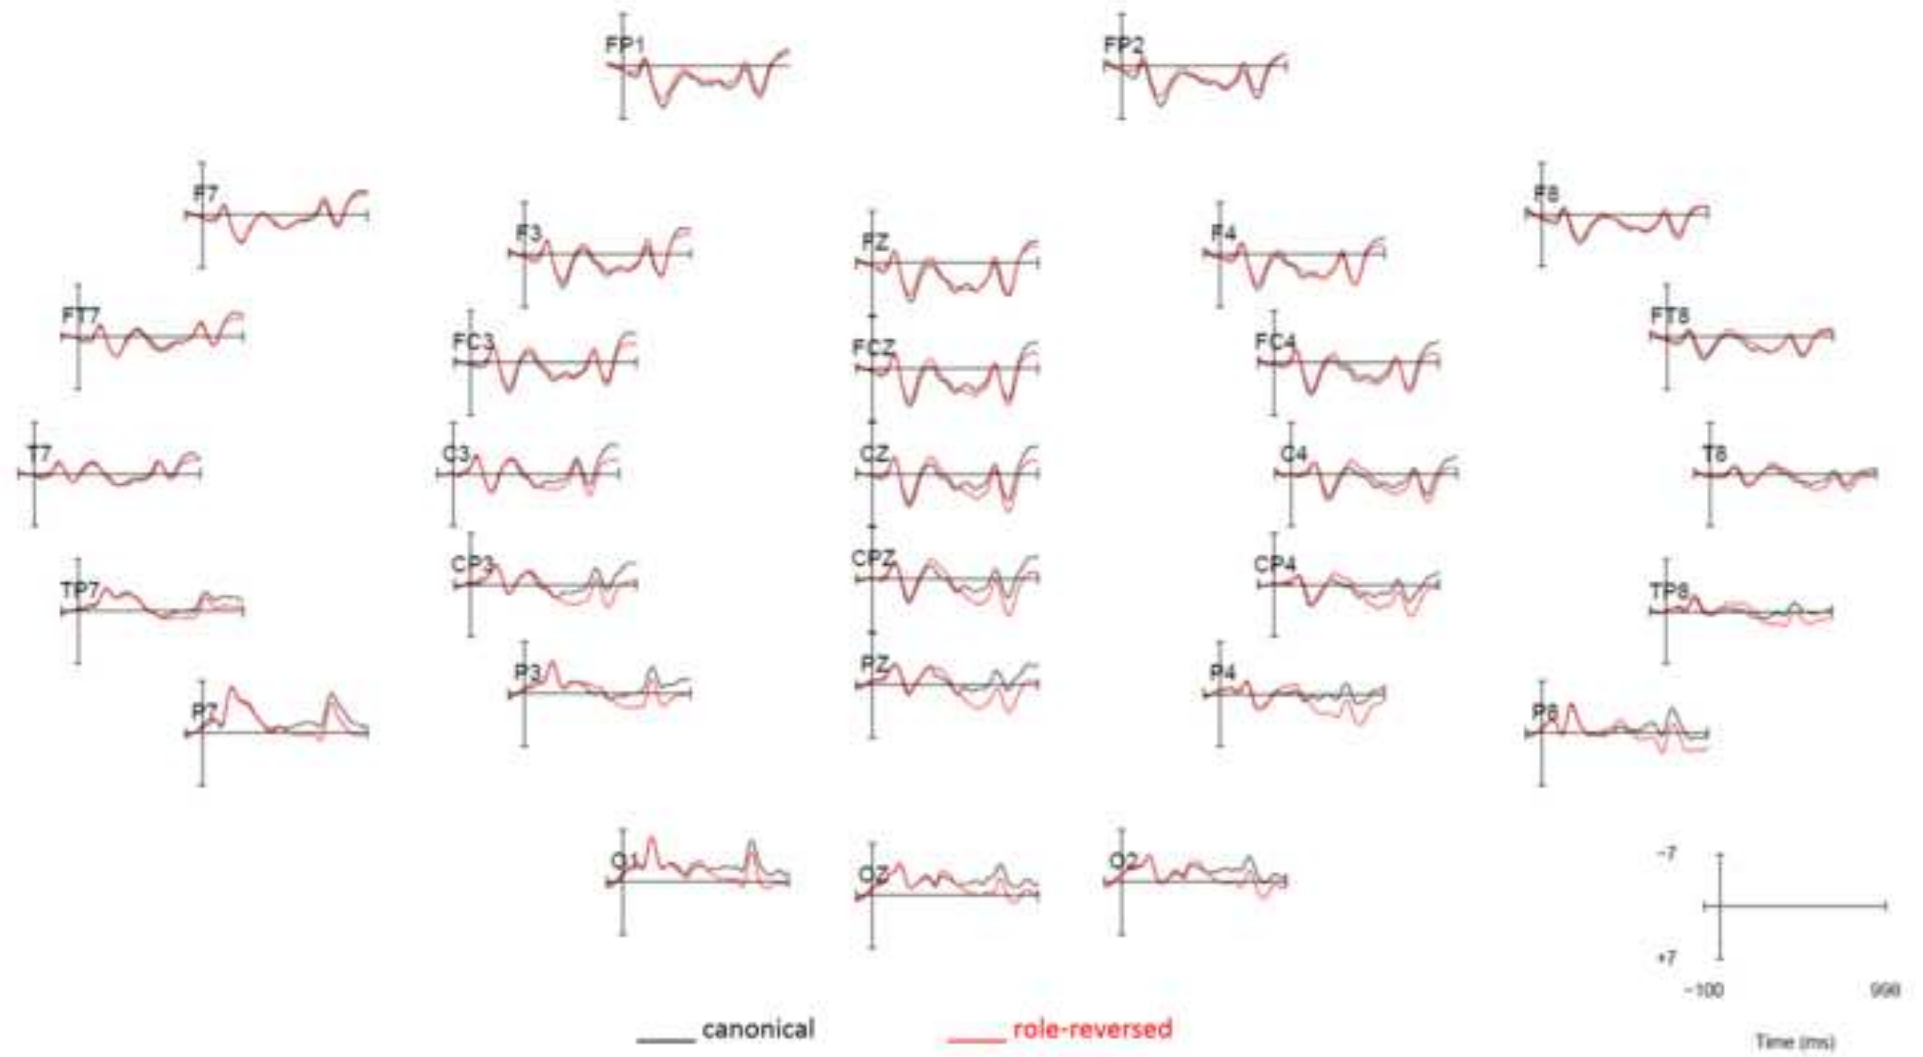 FP1 FP2
F7 F3 FZ F4 F8
FT7 FC3 FCZ FC4 FT8
T7 C3 CZ C4 T8
TP7 CP3 CPZ CP4 TP8
P7 P3 PZ P4 P8
O1 OZ O2
−7
+7
−100 998
Time (ms)
canonical role-reversed